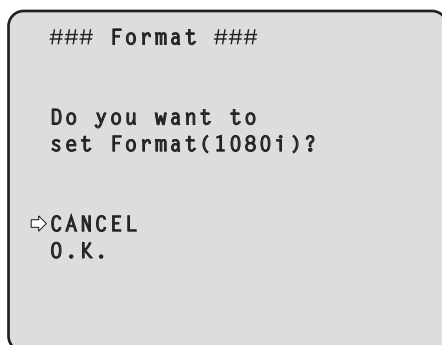 ### Format ###
Do you want to
set Format(1080i)?
⇨CANCEL
O.K.